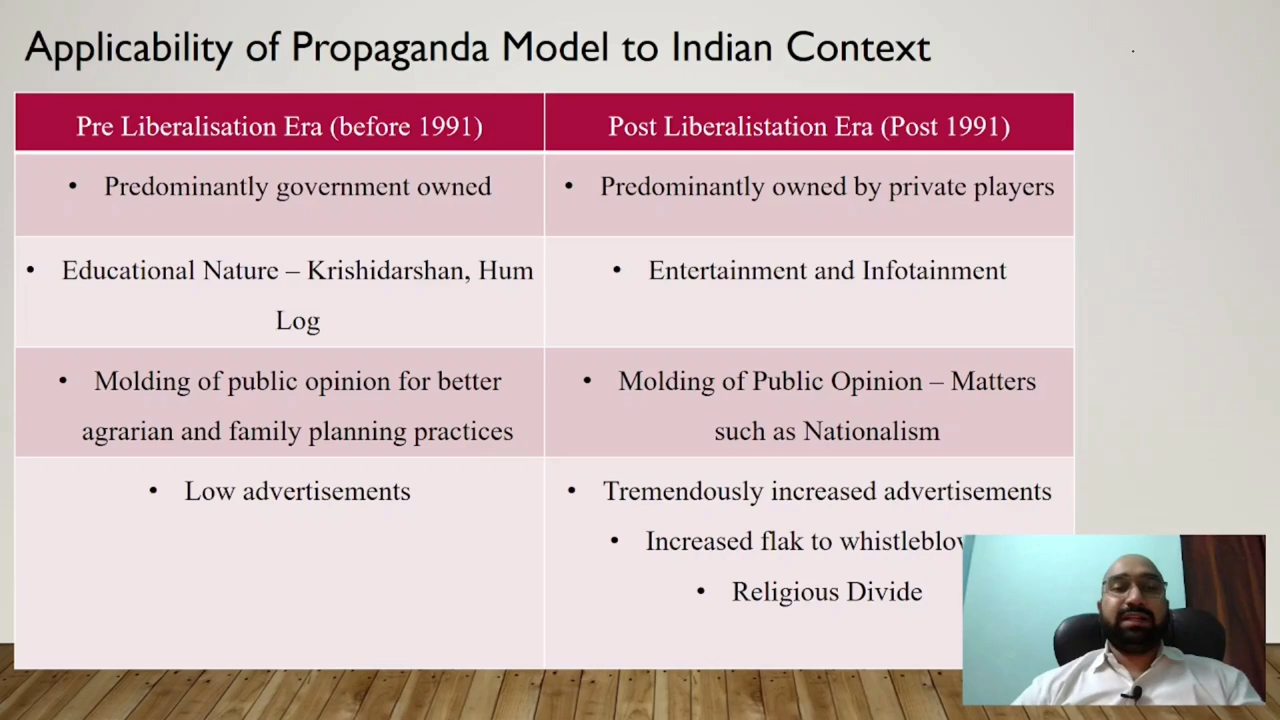 Applicability of Propaganda Model to Indian Context
Pre Liberalisation Era (before 1991)
Post Liberalistation Era (Post 1991)
• Predominantly government owned
• Predominantly owned by private players
• Educational Nature – Krishidarshan, Hum
Log
• Entertainment and Infotainment
• Molding of public opinion for better
agrarian and family planning practices
• Molding of Public Opinion – Matters
such as Nationalism
• Low advertisements
• Tremendously increased advertisements
• Increased flak to
• Religious Divide